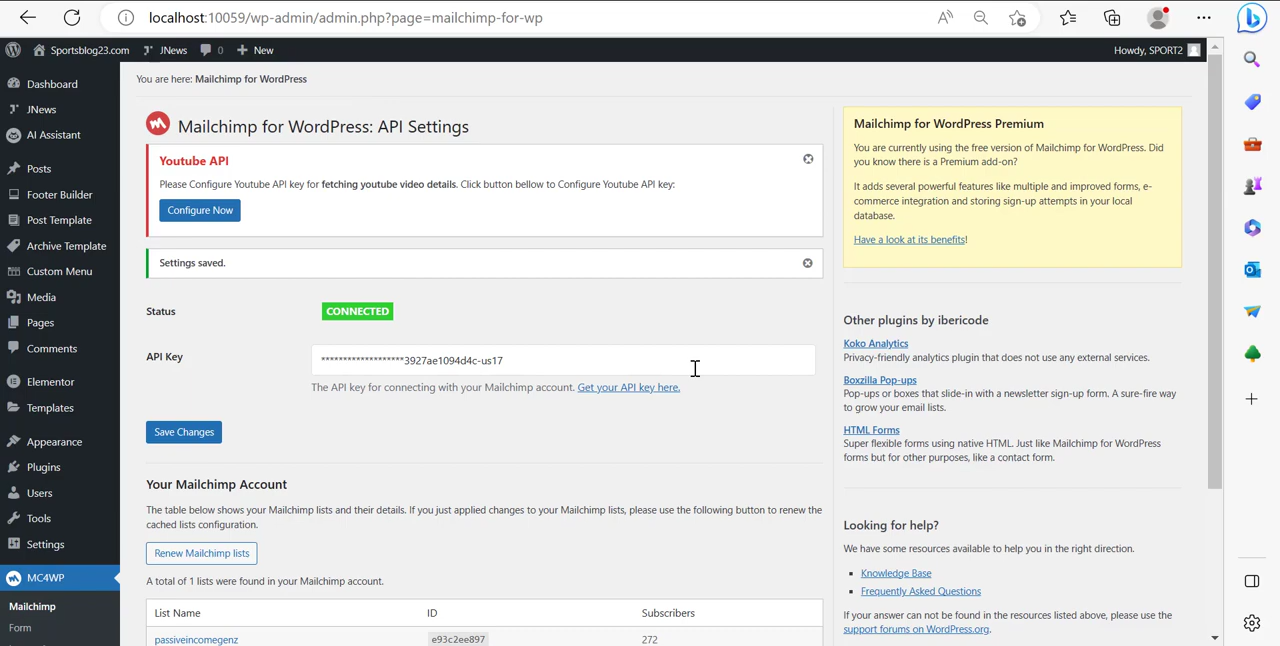 localhost:10059/wp-admin/admin.php?page=mailchimp-for-wp
Sportsblog23.com
JNews
0
New
Howdy, SPORT2
Dashboard
JNews
AI Assistant
Posts
Footer Builder
Post Template
Archive Template
Custom Menu
Media
Pages
Comments
Elementor
Templates
Appearance
Plugins
Users
Tools
Settings
MC4WP
Mailchimp
Form
You are here: Mailchimp for WordPress
Mailchimp for WordPress: API Settings
Youtube API
Please Configure Youtube API key for fetching youtube video details. Click button bellow to Configure Youtube API key:
Configure Now
Settings saved.
Status
CONNECTED
API Key
*******************3927ae1094d4c-us17
The API key for connecting with your Mailchimp account. Get your API key here.
Save Changes
Your Mailchimp Account
The table below shows your Mailchimp lists and their details. If you just applied changes to your Mailchimp lists, please use the following button to renew the
cached lists configuration.
Renew Mailchimp lists
A total of 1 lists were found in your Mailchimp account.
List Name
ID
Subscribers
passiveincomegenz
e93c2ee897
272
Mailchimp for WordPress Premium
You are currently using the free version of Mailchimp for WordPress. Did
you know there is a Premium add-on?
It adds several powerful features like multiple and improved forms, e-
commerce integration and storing sign-up attempts in your local
database.
Have a look at its benefits!
Other plugins by ibericode
Koko Analytics
Privacy-friendly analytics plugin that does not use any external services.
Boxzilla Pop-ups
Pop-ups or boxes that slide-in with a newsletter sign-up form. A sure-fire way
to grow your email lists.
HTML Forms
Super flexible forms using native HTML. Just like Mailchimp for WordPress
forms but for other purposes, like a contact form.
Looking for help?
We have some resources available to help you in the right direction.
Knowledge Base
Frequently Asked Questions
If your answer can not be found in the resources listed above, please use the
support forums on WordPress.org.